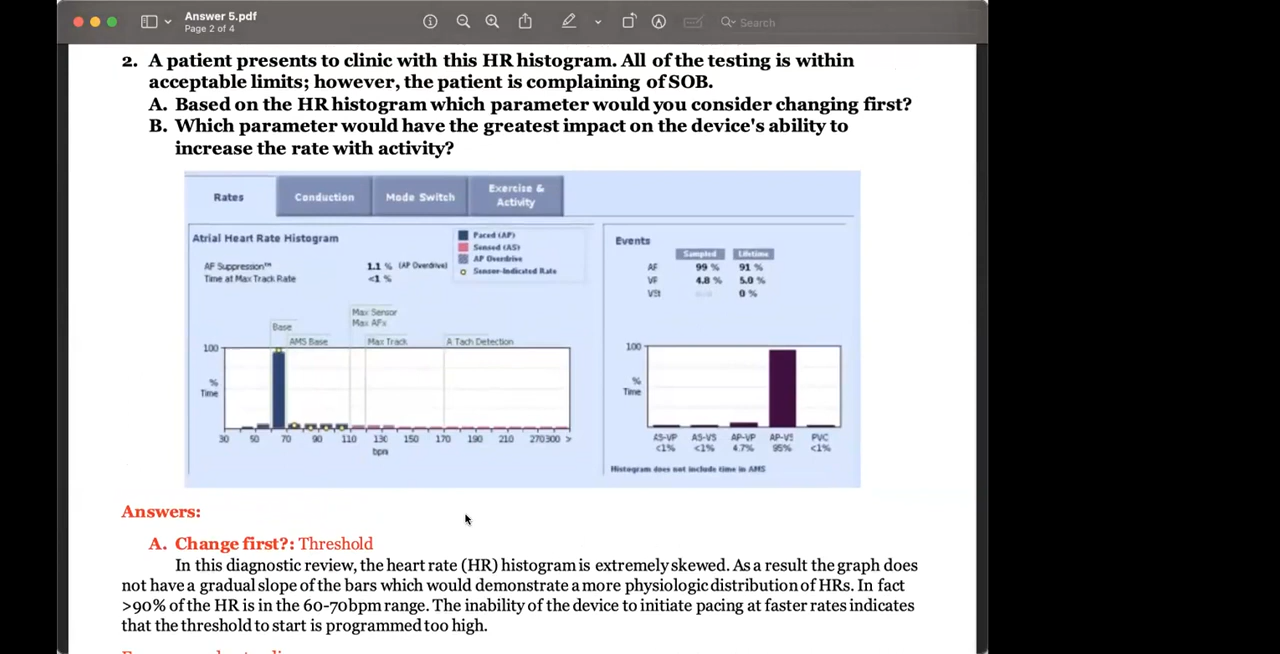 Answer 5.pdf
Page 2 of 4
Search
2. A patient presents to clinic with this HR histogram. All of the testing is within
acceptable limits; however, the patient is complaining of SOB.
A. Based on the HR histogram which parameter would you consider changing first?
B. Which parameter would have the greatest impact on the device's ability to
increase the rate with activity?
Rates
Conduction
Mode Switch
Exercise &
Activity
Atrial Heart Rate Histogram
AF Suppression™ 1.1 % (AP Overdrive)
Time at Max Track Rate <1 %
Paced (AP)
Sensed (AS)
AP Overdrive
Sensor-Indicated Rate
Max Sensor
Base Max AFx
AMS Base Max Track A Tach Detection
100
%
Time
30 50 70 90 110 130 150 170 190 210 270 300 >
bpm
Events
Sampled Lifetime
99 % 91 %
4.8 % 5.0 %
0 %
100
%
Time
AS-VP AS-VS AP-VP AP-VS PVC
<1% <1% 4.7% 95% <1%
Histogram does not include time in AMS
Answers:
A. Change first?: Threshold
In this diagnostic review, the heart rate (HR) histogram is extremely skewed. As a result the graph does
not have a gradual slope of the bars which would demonstrate a more physiologic distribution of HRs. In fact
>90% of the HR is in the 60-70bpm range. The inability of the device to initiate pacing at faster rates indicates
that the threshold to start is programmed too high.